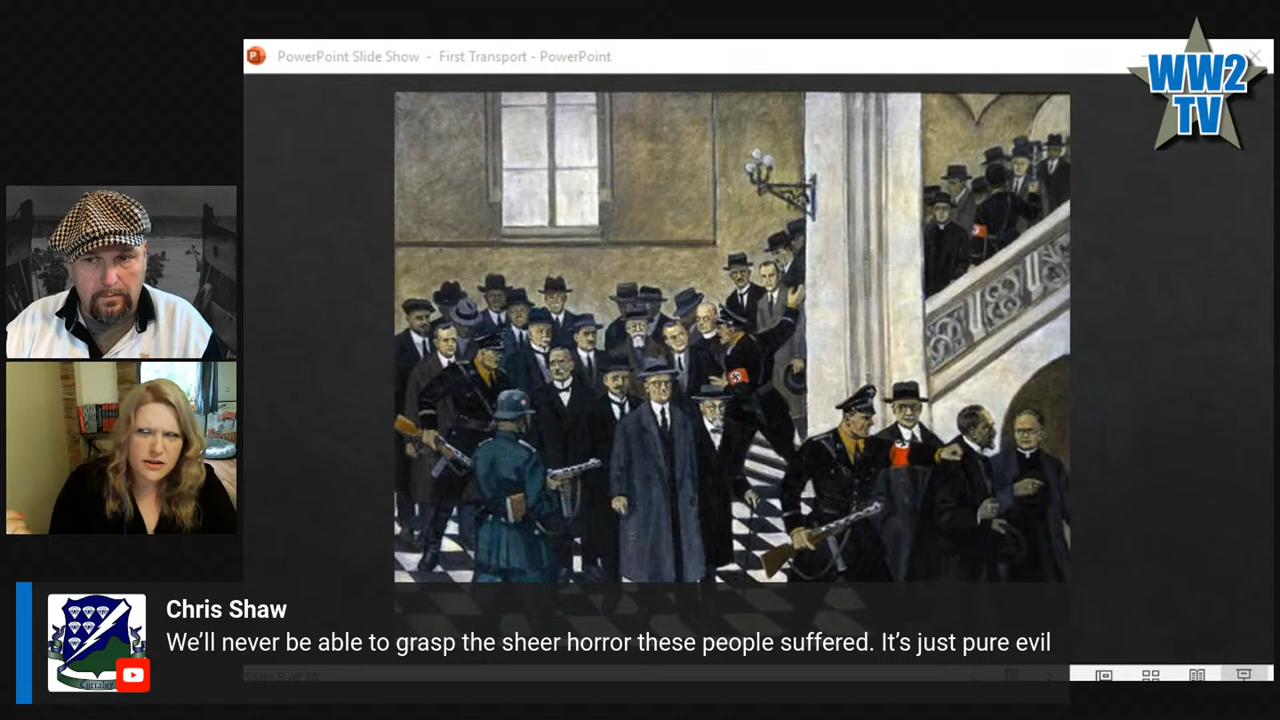 PowerPoint Slide Show - First Transport - PowerPoint
WW2
TV
Chris Shaw
We'll never be able to grasp the sheer horror these people suffered. It's just pure evil
Currahee